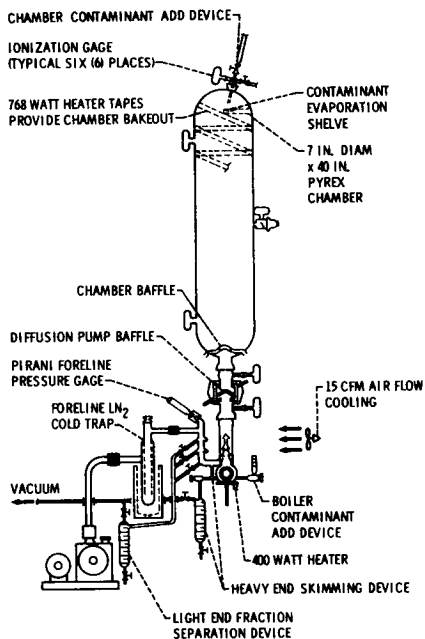 CHAMBER CONTAMINANT ADD DEVICE
IONIZATION GAGE
(TYPICAL SIX (6) PLACES)
768 WATT HEATER TAPES
PROVIDE CHAMBER BAKEOUT
CONTAMINANT
EVAPORATION
SHELVE
7 IN. DIAM
x 40 IN.
PYREX
CHAMBER
CHAMBER BAFFLE
DIFFUSION PUMP BAFFLE
PIRANI FORELINE
PRESSURE GAGE
FORELINE LN2
COLD TRAP
15 CFM AIR FLOW
COOLING
VACUUM
BOILER
CONTAMINANT
ADD DEVICE
400 WATT HEATER
HEAVY END SKIMMING DEVICE
LIGHT END FRACTION
SEPARATION DEVICE